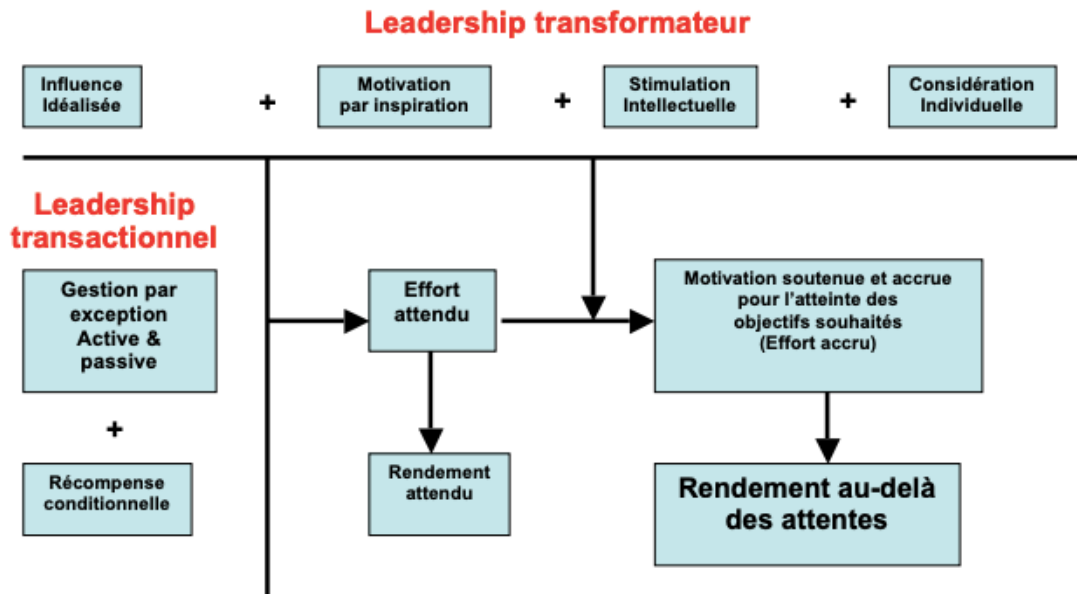 Leadership transformateur
Influence
Idéalisée
+
Motivation
par inspiration
+
Stimulation
Intellectuelle
+
Considération
Individuelle
Leadership
transactionnel
Gestion par
exception
Active &
passive
+
Récompense
conditionnelle
Effort
attendu
Rendement
attendu
Motivation soutenue et accrue
pour l'atteinte des
objectifs souhaités
(Effort accru)
Rendement au-delà
des attentes